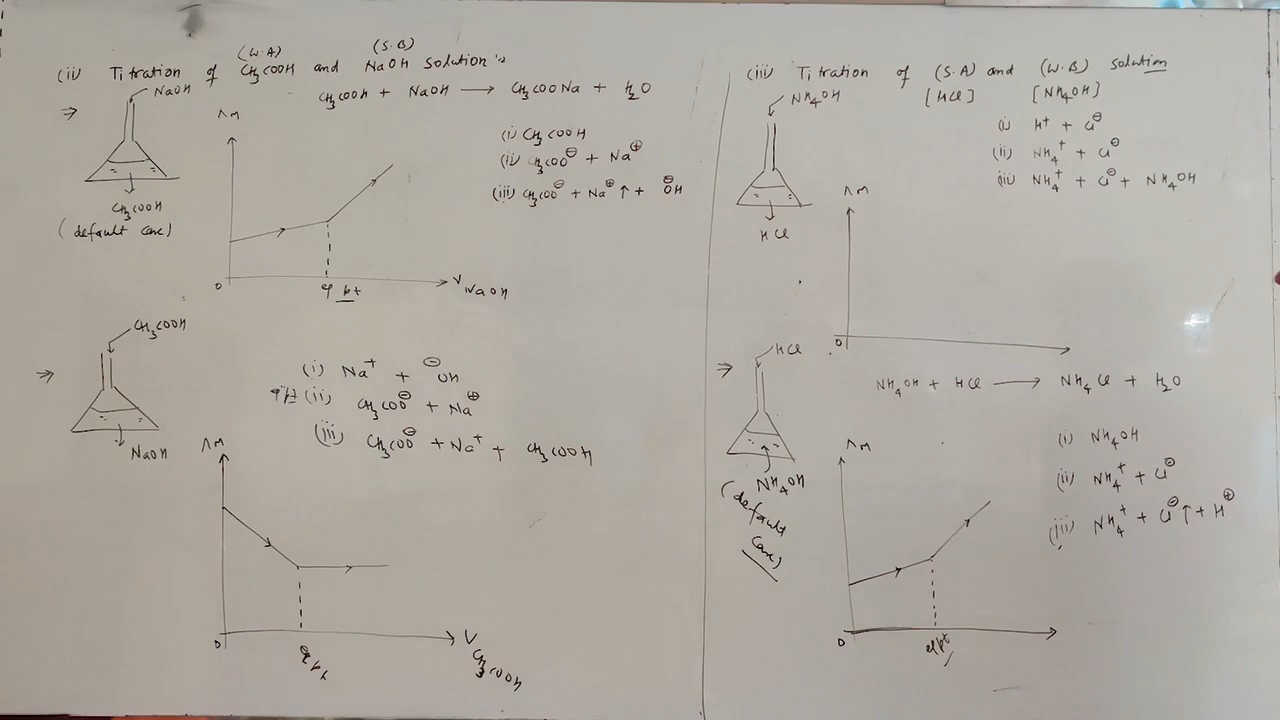 (ii) Titration of CH₃COOH (W.A) and NaOH (S.B) solution :
NaOH
CH₃COOH + NaOH → CH₃COONa + H₂O
⇒
CH₃COOH
(default case)
Λm
(i) CH₃COOH
(ii) CH₃COO⊖ + Na⊕
(iii) CH₃COO⊖ + Na⊕ ↑ + ⊖OH
0
eq pt
V NaOH
CH₃COOH
⇒
NaOH
(i) Na⁺ + ⊖OH
eq pt (ii) CH₃COO⊖ + Na⊕
(iii) CH₃COO⊖ + Na⁺ + CH₃COOH
Λm
0
eq pt
V CH₃COOH
(iii) Titration of (S.A) and (W.B) solution
[HCl] [NH₄OH]
NH₄OH
HCl
(i) H⁺ + Cl⊖
(ii) NH₄⁺ + Cl⊖
(iii) NH₄⁺ + Cl⊖ + NH₄OH
Λm
0
HCl
⇒
NH₄OH
(default case)
NH₄OH + HCl → NH₄Cl + H₂O
(i) NH₄OH
(ii) NH₄⁺ + Cl⊖
(iii) NH₄⁺ + Cl⊖ ↑ + H⊕
Λm
0
eq pt